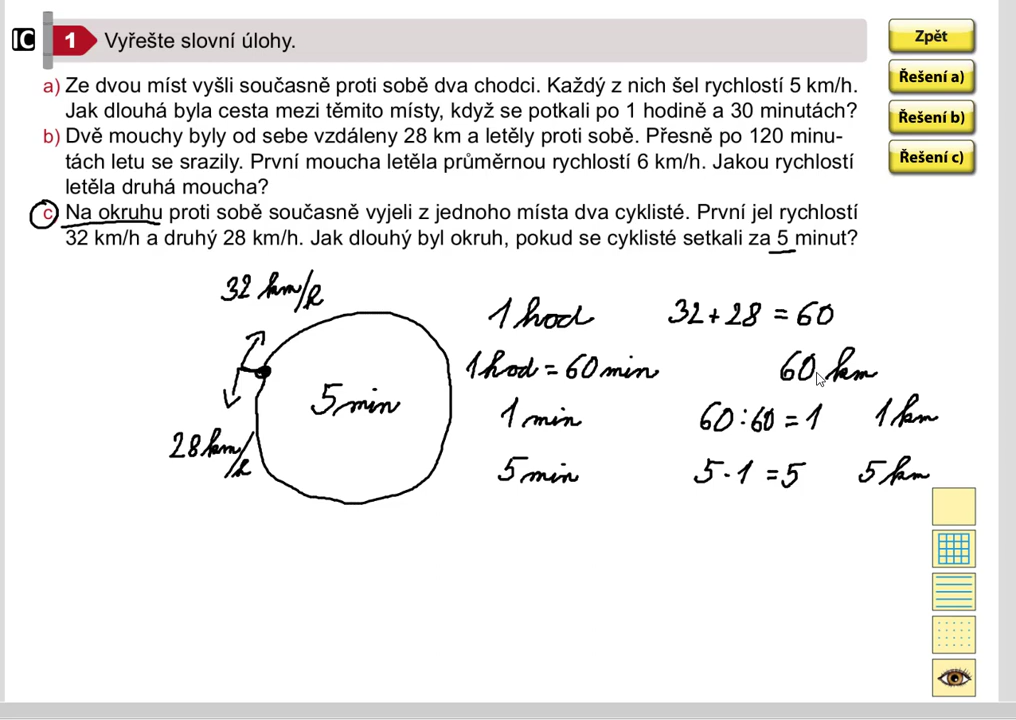 IC 1 Vyřešte slovní úlohy.
Zpět
Řešení a)
Řešení b)
Řešení c)
a) Ze dvou míst vyšli současně proti sobě dva chodci. Každý z nich šel rychlostí 5 km/h.
Jak dlouhá byla cesta mezi těmito místy, když se potkali po 1 hodině a 30 minutách?
b) Dvě mouchy byly od sebe vzdáleny 28 km a letěly proti sobě. Přesně po 120 minu-
tách letu se srazily. První moucha letěla průměrnou rychlostí 6 km/h. Jakou rychlostí
letěla druhá moucha?
c) Na okruhu proti sobě současně vyjeli z jednoho místa dva cyklisté. První jel rychlostí
32 km/h a druhý 28 km/h. Jak dlouhý byl okruh, pokud se cyklisté setkali za 5 minut?
32 km/h
28 km/h
5 min
1 hod 32 + 28 = 60
1 hod = 60 min 60 km
1 min 60 : 60 = 1 1 km
5 min 5 · 1 = 5 5 km